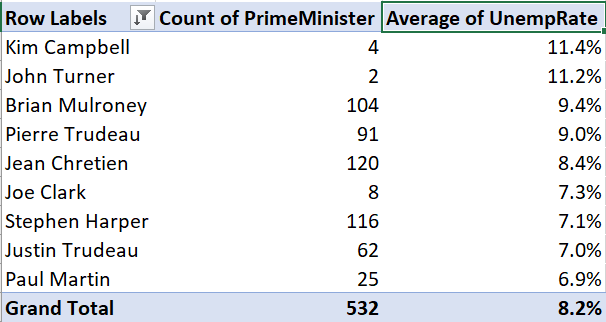 Row Labels Count of PrimeMinister Average of UnempRate
Kim Campbell 4 11.4%
John Turner 2 11.2%
Brian Mulroney 104 9.4%
Pierre Trudeau 91 9.0%
Jean Chretien 120 8.4%
Joe Clark 8 7.3%
Stephen Harper 116 7.1%
Justin Trudeau 62 7.0%
Paul Martin 25 6.9%
Grand Total 532 8.2%